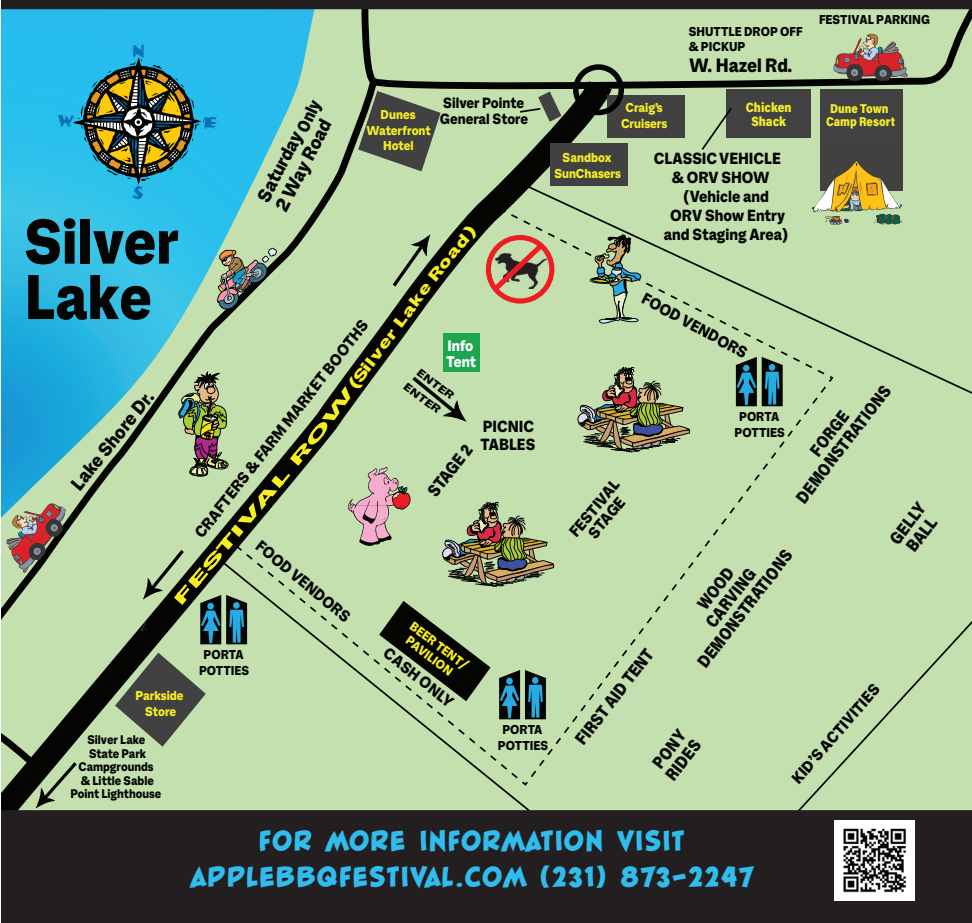 FESTIVAL PARKING
SHUTTLE DROP OFF
& PICKUP
W. Hazel Rd.
N
W
E
S
Silver
Lake
Saturday Only
2 Way Road
Dunes
Waterfront
Hotel
Silver Pointe
General Store
Craig's
Cruisers
Chicken
Shack
Dune Town
Camp Resort
Sandbox
SunChasers
CLASSIC VEHICLE
& ORV SHOW
(Vehicle and
ORV Show Entry
and Staging Area)
Lake Shore Dr.
CRAFTERS & FARM MARKET BOOTHS
FESTIVAL ROW (Silver Lake Road)
Info
Tent
ENTER
ENTER
FOOD VENDORS
PICNIC
TABLES
STAGE 2
FESTIVAL
STAGE
PORTA
POTTIES
FORGE
DEMONSTRATIONS
GELLY
BALL
WOOD
CARVING
DEMONSTRATIONS
FOOD VENDORS
BEER TENT/
PAVILION
CASH ONLY
PORTA
POTTIES
PORTA
POTTIES
FIRST AID TENT
PONY
RIDES
KID'S ACTIVITIES
Parkside
Store
Silver Lake
State Park
Campgrounds
& Little Sable
Point Lighthouse
FOR MORE INFORMATION VISIT
APPLEBBQFESTIVAL.COM (231) 873-2247